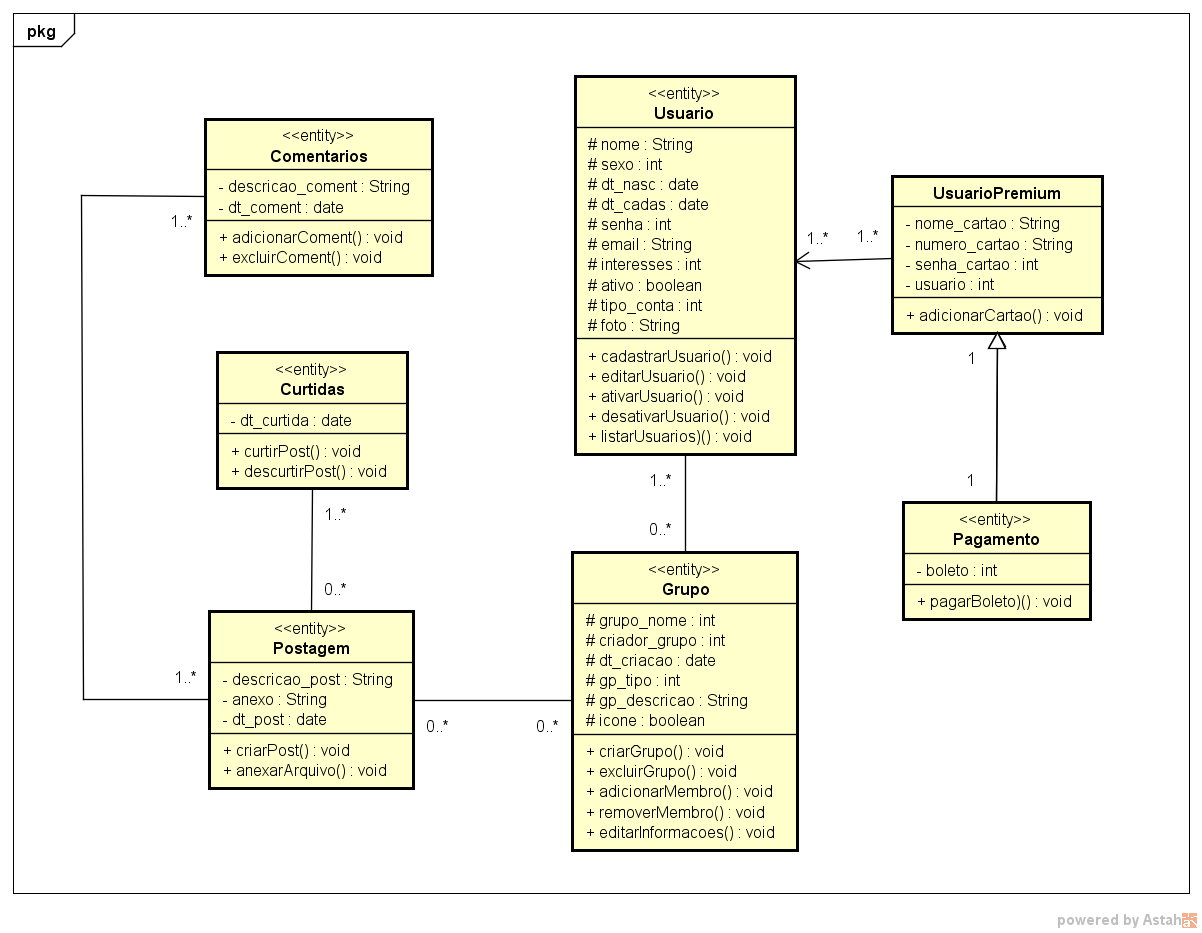 pkg
<<entity>>
Comentarios
- descricao_coment : String
- dt_coment : date
+ adicionarComent() : void
+ excluirComent() : void
1..*
<<entity>>
Usuario
# nome : String
# sexo : int
# dt_nasc : date
# dt_cadas : date
# senha : int
# email : String
# interesses : int
# ativo : boolean
# tipo_conta : int
# foto : String
+ cadastrarUsuario() : void
+ editarUsuario() : void
+ ativarUsuario() : void
+ desativarUsuario() : void
+ listarUsuarios)() : void
1..*
1..*
UsuarioPremium
- nome_cartao : String
- numero_cartao : String
- senha_cartao : int
- usuario : int
+ adicionarCartao() : void
<<entity>>
Curtidas
- dt_curtida : date
+ curtirPost() : void
+ descurtirPost() : void
1..*
0..*
1..*
0..*
1
1
<<entity>>
Pagamento
- boleto : int
+ pagarBoleto)() : void
<<entity>>
Postagem
- descricao_post : String
- anexo : String
- dt_post : date
+ criarPost() : void
+ anexarArquivo() : void
1..*
0..*
0..*
<<entity>>
Grupo
# grupo_nome : int
# criador_grupo : int
# dt_criacao : date
# gp_tipo : int
# gp_descricao : String
# icone : boolean
+ criarGrupo() : void
+ excluirGrupo() : void
+ adicionarMembro() : void
+ removerMembro() : void
+ editarInformacoes() : void
powered by Astah